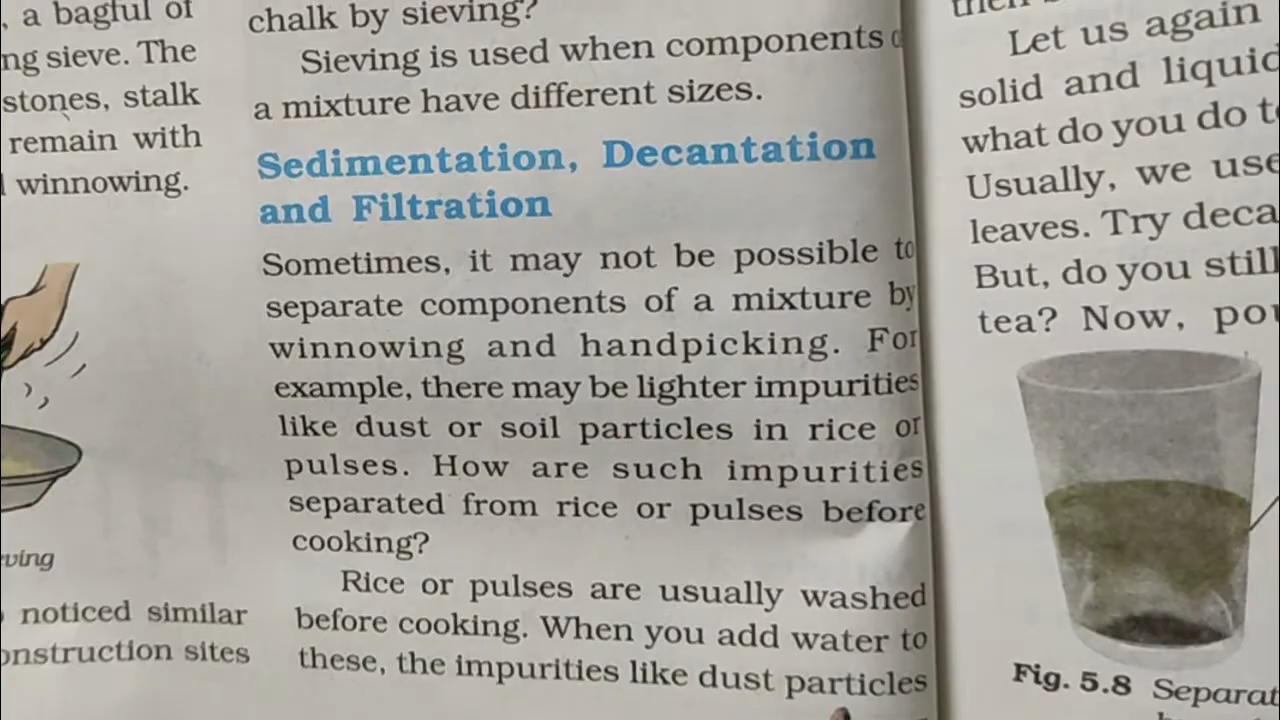 , a bagful of
ng sieve. The
stones, stalk
remain with
winnowing.
ving
noticed similar
onstruction sites
chalk by sieving?
Sieving is used when components
a mixture have different sizes.
Sedimentation, Decantation
and Filtration
Sometimes, it may not be possible to
separate components of a mixture by
winnowing and handpicking. For
example, there may be lighter impurities
like dust or soil particles in rice or
pulses. How are such impurities
separated from rice or pulses before
cooking?
Rice or pulses are usually washed
before cooking. When you add water to
these, the impurities like dust particles
Let us again
solid and liquid
what do you do t
Usually, we use
leaves. Try deca
But, do you still
tea? Now, pou
Fig. 5.8 Separat